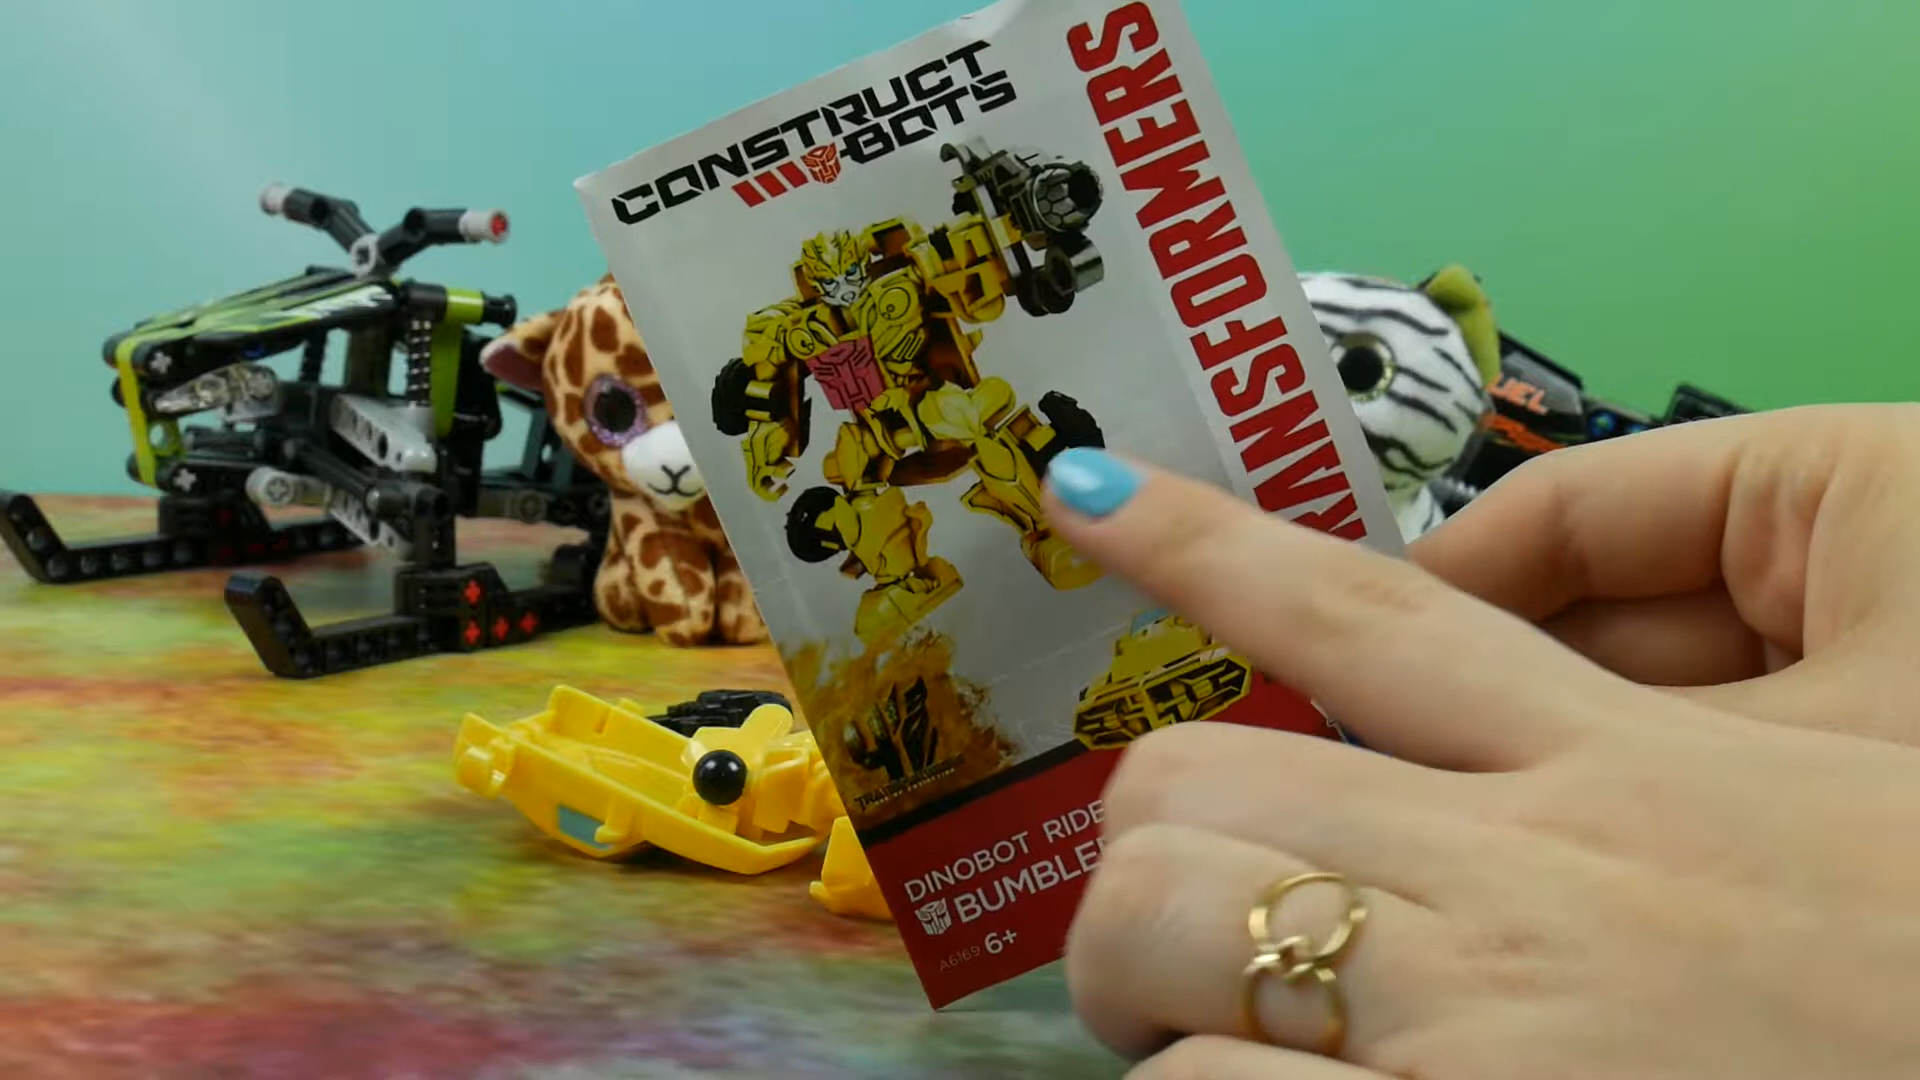 CONSTRUCT
BOTS
TRANSFORMERS
DINOBOT RIDE
BUMBLE
A6169 6+